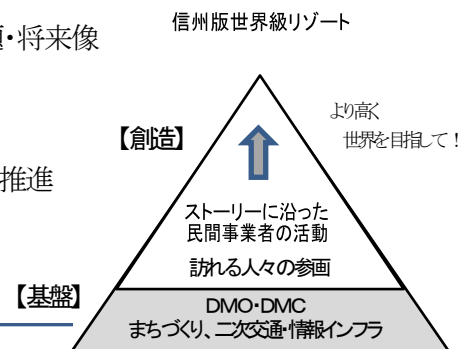 信州版世界級リゾート
題・将来像
より高く
世界を目指して！
【創造】
推進
ストーリーに沿った
民間事業者の活動
訪れる人々の参画
【基盤】
DMO・DMC
まちづくり、二次交通・情報インフラ